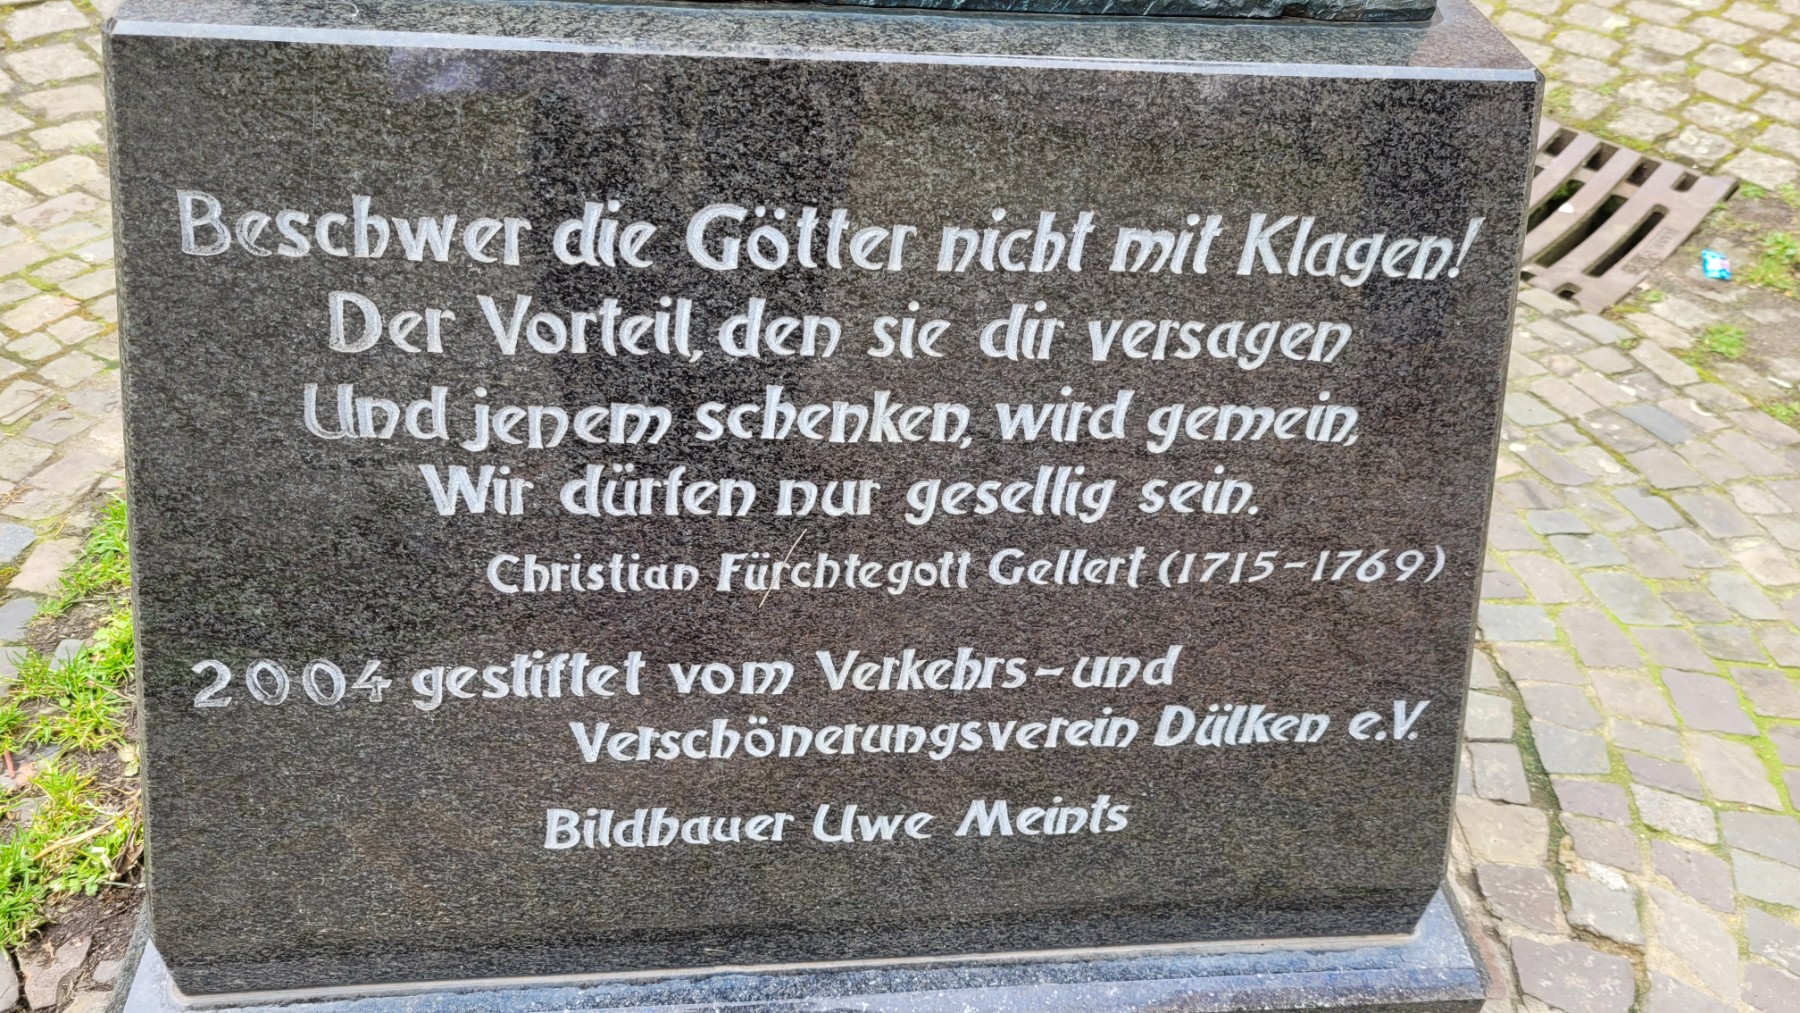 Beschwer die Götter nicht mit Klagen!
Der Vorteil, den sie dir versagen
Und jenem schenken, wird gemein,
Wir dürfen nur gesellig sein.
Christian Fürchtegott Gellert (1715-1769)
2004 gestiftet vom Verkehrs-und
Verschönerungsverein Dülken e.V.
Bildhauer Uwe Meints